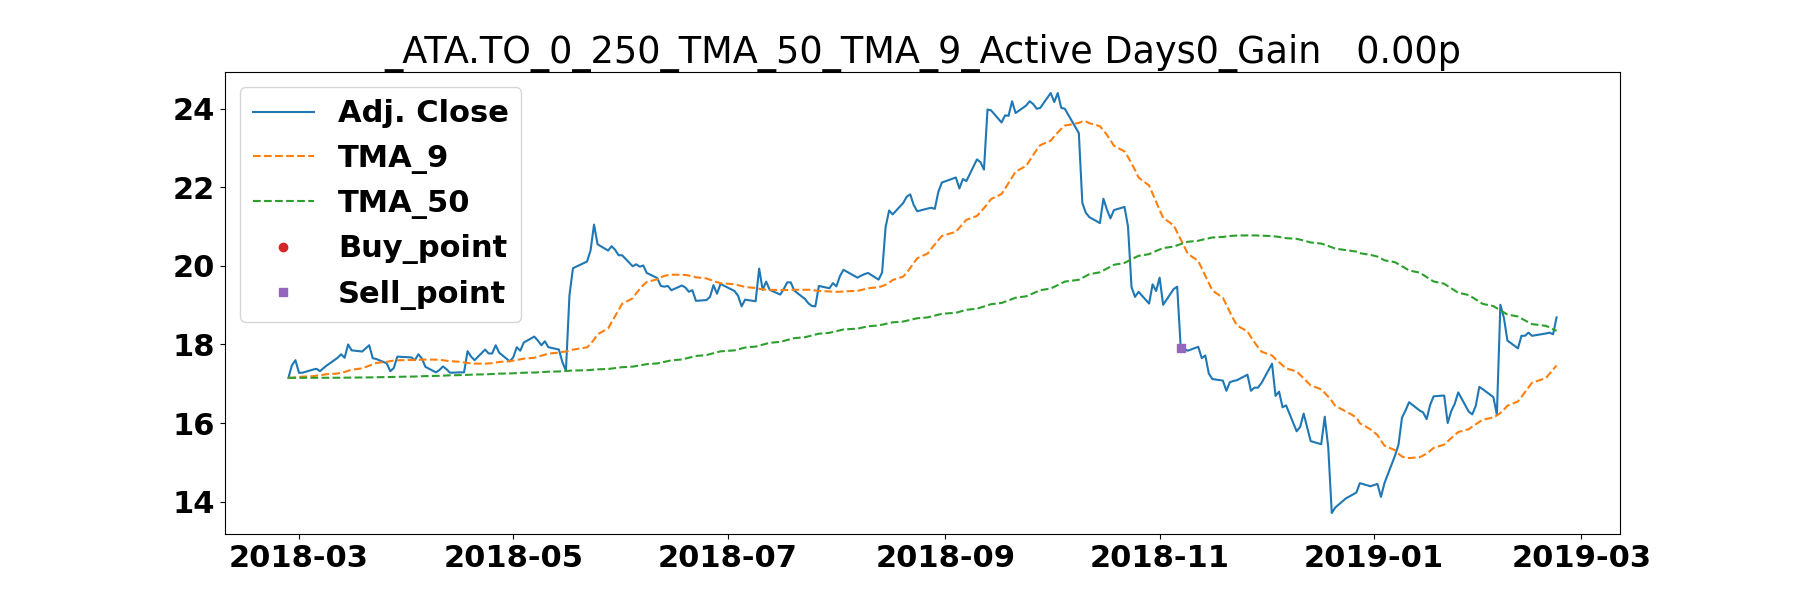 _ATA.TO_0_250_TMA_50_TMA_9_Active Days0_Gain   0.00p
Adj. Close
TMA_9
TMA_50
Buy_point
Sell_point
24
22
20
18
16
14
2018-03 2018-05 2018-07 2018-09 2018-11 2019-01 2019-03